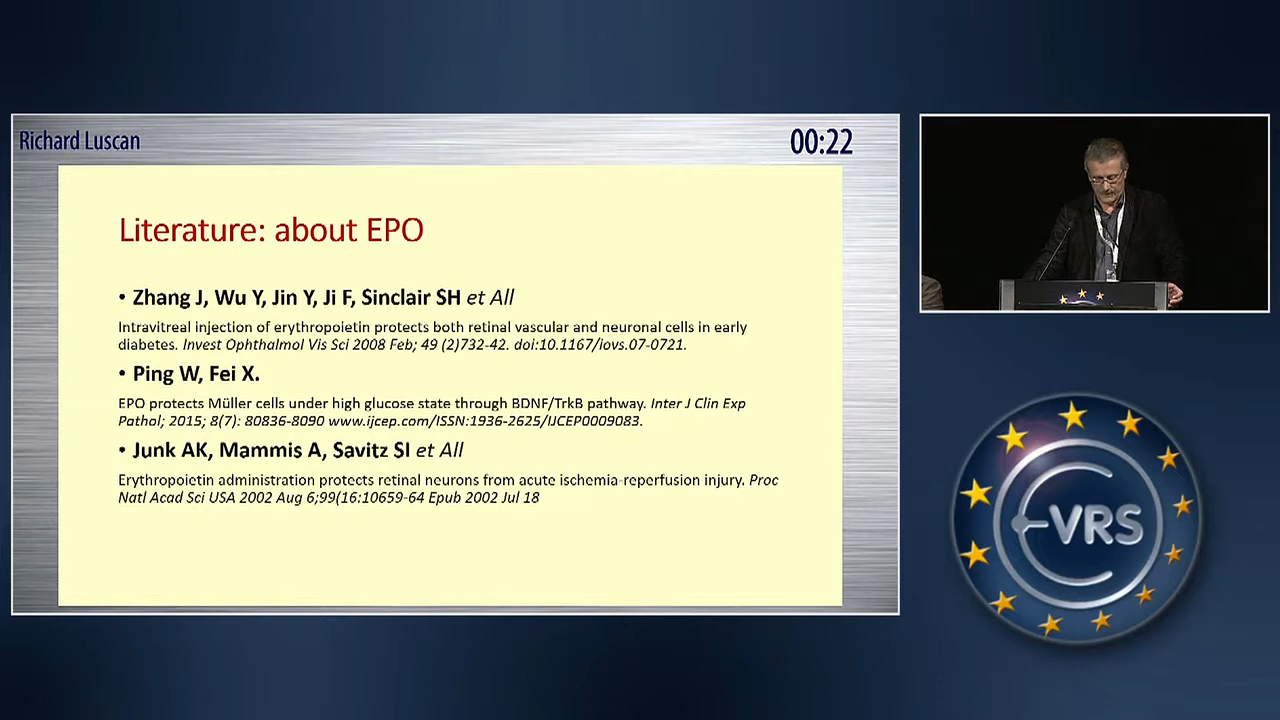 Richard Luscan
00:22
Literature: about EPO
• Zhang J, Wu Y, Jin Y, Ji F, Sinclair SH et All
Intravitreal injection of erythropoietin protects both retinal vascular and neuronal cells in early
diabetes. Invest Ophthalmol Vis Sci 2008 Feb; 49 (2)732-42. doi:10.1167/iovs.07-0721.
• Ping W, Fei X.
EPO protects Müller cells under high glucose state through BDNF/TrkB pathway. Inter J Clin Exp
Pathol; 2015; 8(7): 80836-8090 www.ijcep.com/ISSN:1936-2625/IJCEP0009083.
• Junk AK, Mammis A, Savitz SI et All
Erythropoietin administration protects retinal neurons from acute ischemia-reperfusion injury. Proc
Natl Acad Sci USA 2002 Aug 6;99(16:10659-64 Epub 2002 Jul 18
EVRS